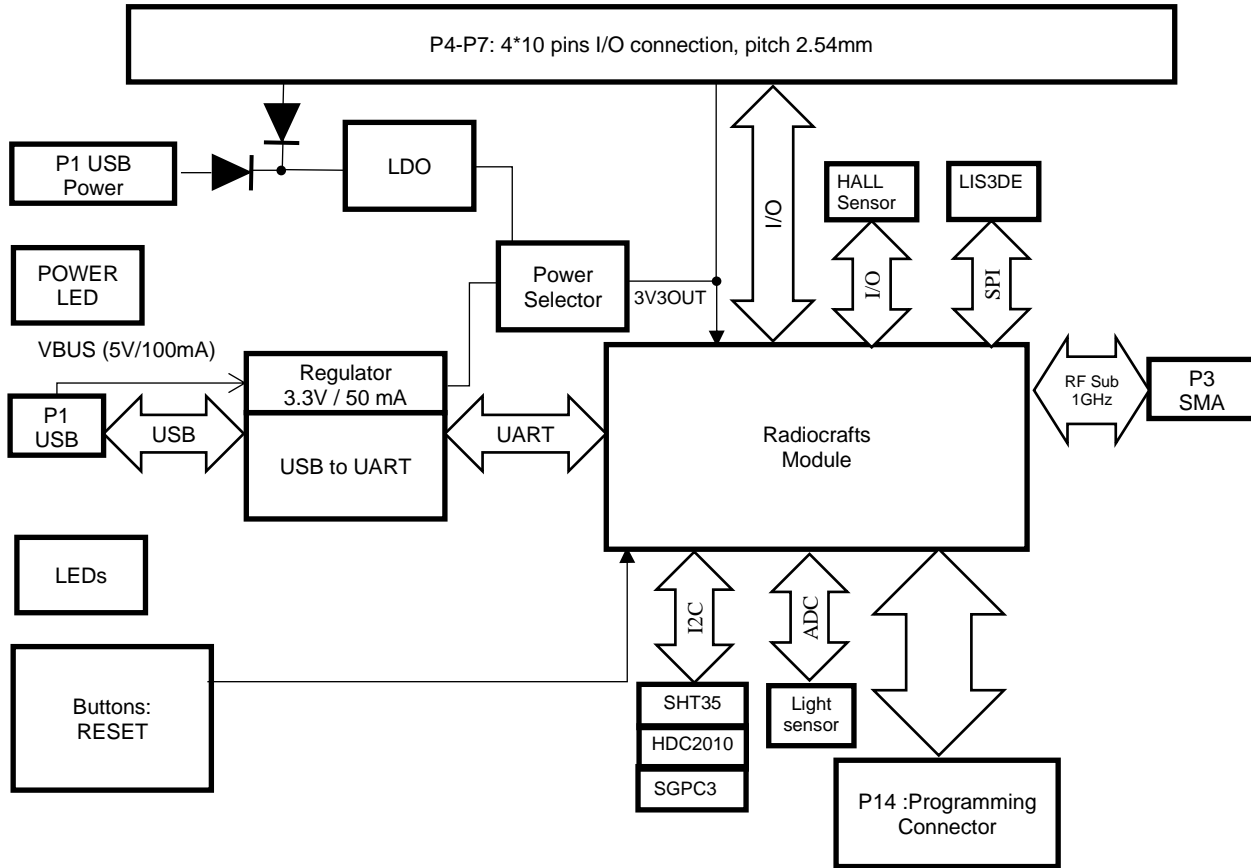 P4-P7: 4*10 pins I/O connection, pitch 2.54mm
P1 USB
Power
LDO
HALL
Sensor
LIS3DE
I/O
I/O
SPI
POWER
LED
Power
Selector
3V3OUT
VBUS (5V/100mA)
Regulator
3.3V / 50 mA
P1
USB
USB
USB to UART
UART
Radiocrafts
Module
RF Sub
1GHz
P3
SMA
LEDs
I2C
ADC
Buttons:
RESET
SHT35
HDC2010
SGPC3
Light
sensor
P14 :Programming
Connector